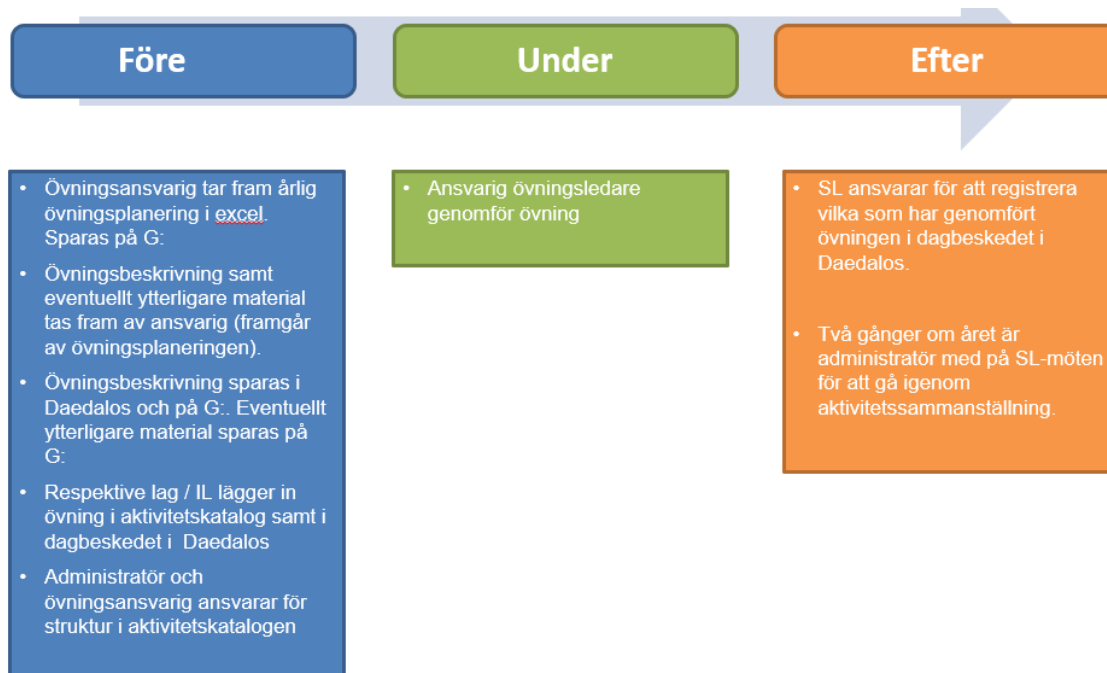 Före
Under
Efter
• Övningsansvarig tar fram årlig
övningsplanering i excel.
Sparas på G:
• Övningsbeskrivning samt
eventuellt ytterligare material
tas fram av ansvarig (framgår
av övningsplaneringen).
• Övningsbeskrivning sparas i
Daedalos och på G:. Eventuellt
ytterligare material sparas på
G:
• Respektive lag / IL lägger in
övning i aktivitetskatalog samt i
dagbeskedet i  Daedalos
• Administratör och
övningsansvarig ansvarar för
struktur i aktivitetskatalogen
• Ansvarig övningsledare
genomför övning
• SL ansvarar för att registrera
vilka som har genomfört
övningen i dagbeskedet i
Daedalos.
• Två gånger om året är
administratör med på SL-möten
för att gå igenom
aktivitetssammanställning.